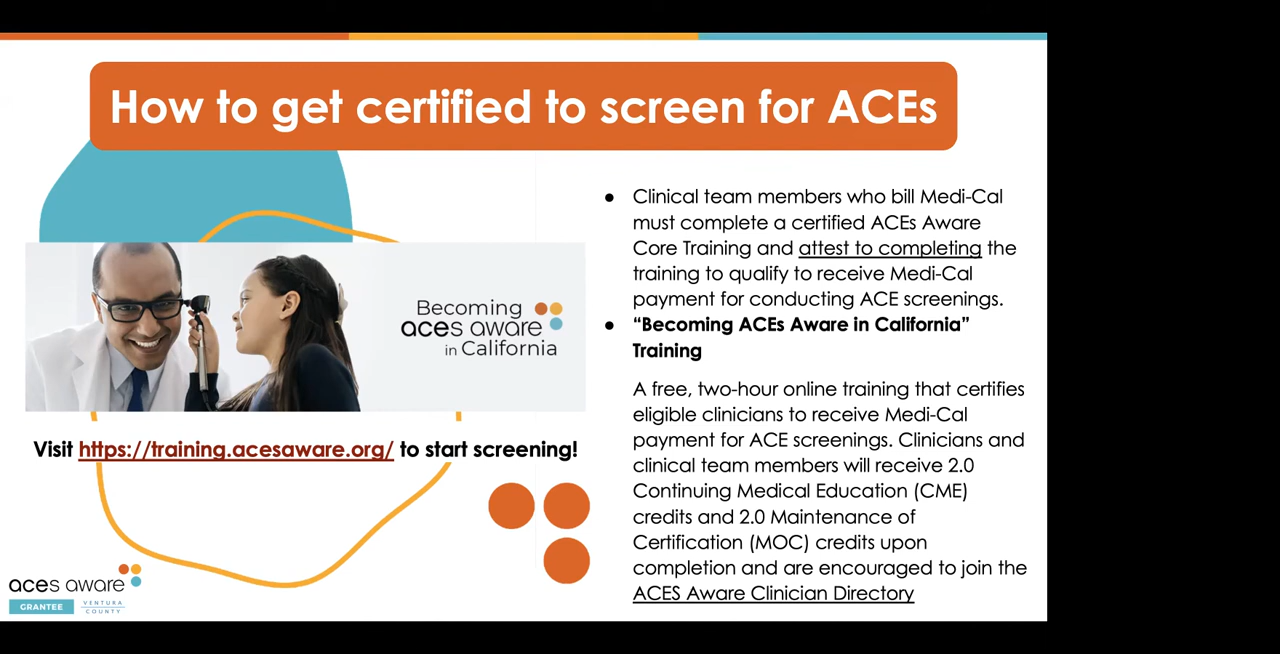 How to get certified to screen for ACEs
Becoming
aces aware
in California
Visit https://training.acesaware.org/ to start screening!
● Clinical team members who bill Medi-Cal
must complete a certified ACEs Aware
Core Training and attest to completing the
training to qualify to receive Medi-Cal
payment for conducting ACE screenings.
● “Becoming ACEs Aware in California”
Training
A free, two-hour online training that certifies
eligible clinicians to receive Medi-Cal
payment for ACE screenings. Clinicians and
clinical team members will receive 2.0
Continuing Medical Education (CME)
credits and 2.0 Maintenance of
Certification (MOC) credits upon
completion and are encouraged to join the
ACES Aware Clinician Directory
aces aware
GRANTEE
VENTURA
COUNTY